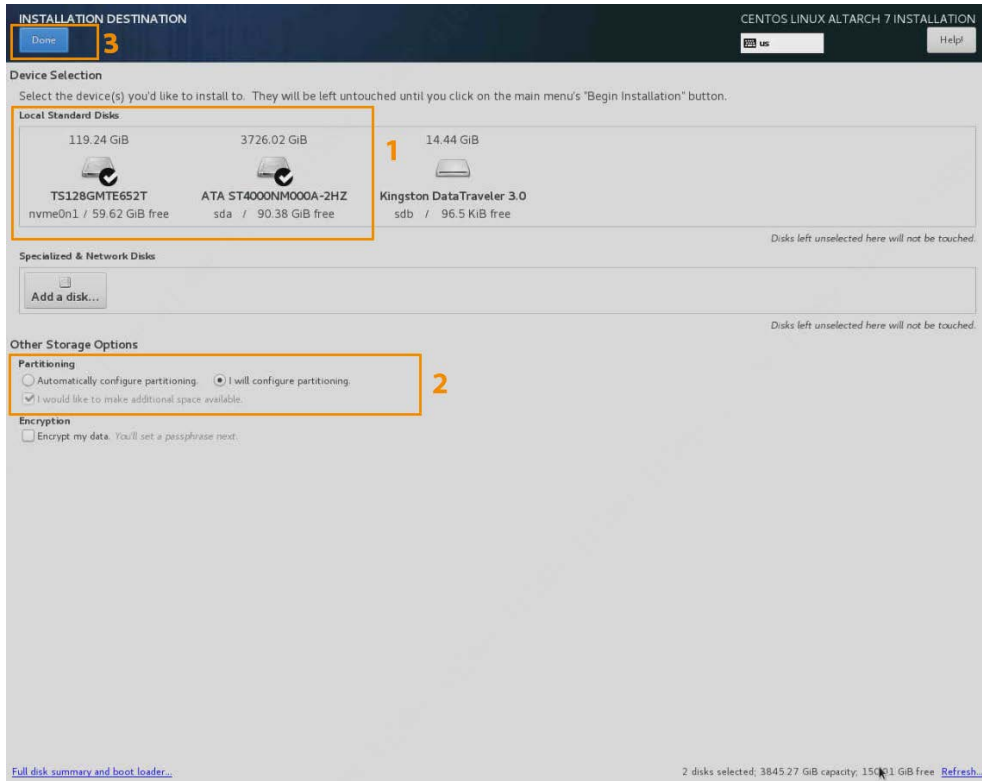 INSTALLATION DESTINATION
CENTOS LINUX ALTARCH 7 INSTALLATION
Done
3
us
Help!
Device Selection
Select the device(s) you'd like to install to. They will be left untouched until you click on the main menu's "Begin Installation" button.
Local Standard Disks
1
119.24 GiB
3726.02 GiB
14.44 GiB
TS128GMTE652T
ATA ST4000NM000A-2HZ
Kingston DataTraveler 3.0
nvme0n1 / 59.62 GiB free
sda / 90.38 GiB free
sdb / 96.5 KiB free
Disks left unselected here will not be touched.
Specialized & Network Disks
Add a disk...
Disks left unselected here will not be touched.
Other Storage Options
Partitioning
Automatically configure partitioning. I will configure partitioning.
2
I would like to make additional space available.
Encryption
Encrypt my data. You'll set a passphrase next.
Full disk summary and boot loader...
2 disks selected; 3845.27 GiB capacity; GiB free Refresh...